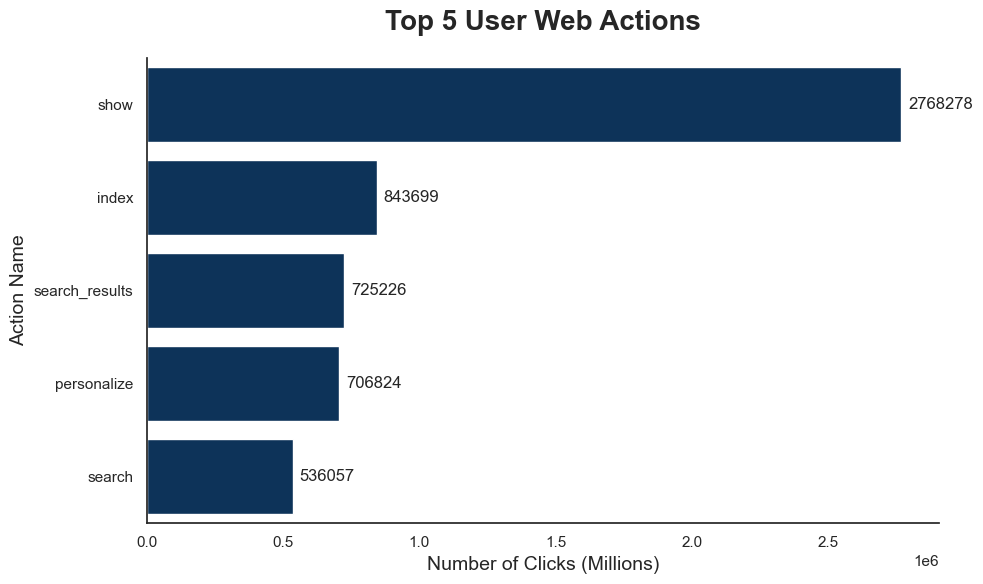 Top 5 User Web Actions
Action Name
show
2768278
index
843699
search_results
725226
personalize
706824
search
536057
0.0 0.5 1.0 1.5 2.0 2.5
1e6
Number of Clicks (Millions)